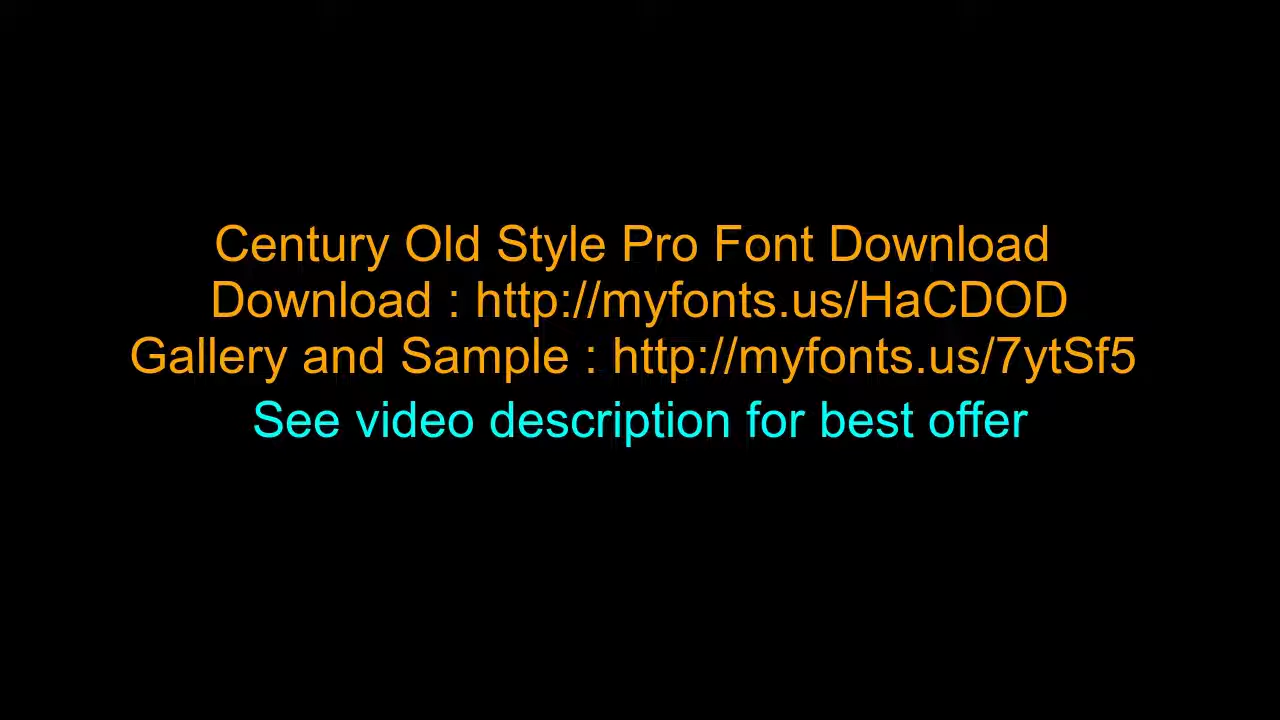 Century Old Style Pro Font Download
Download : http://myfonts.us/HaCDOD
Gallery and Sample : http://myfonts.us/7ytSf5
See video description for best offer